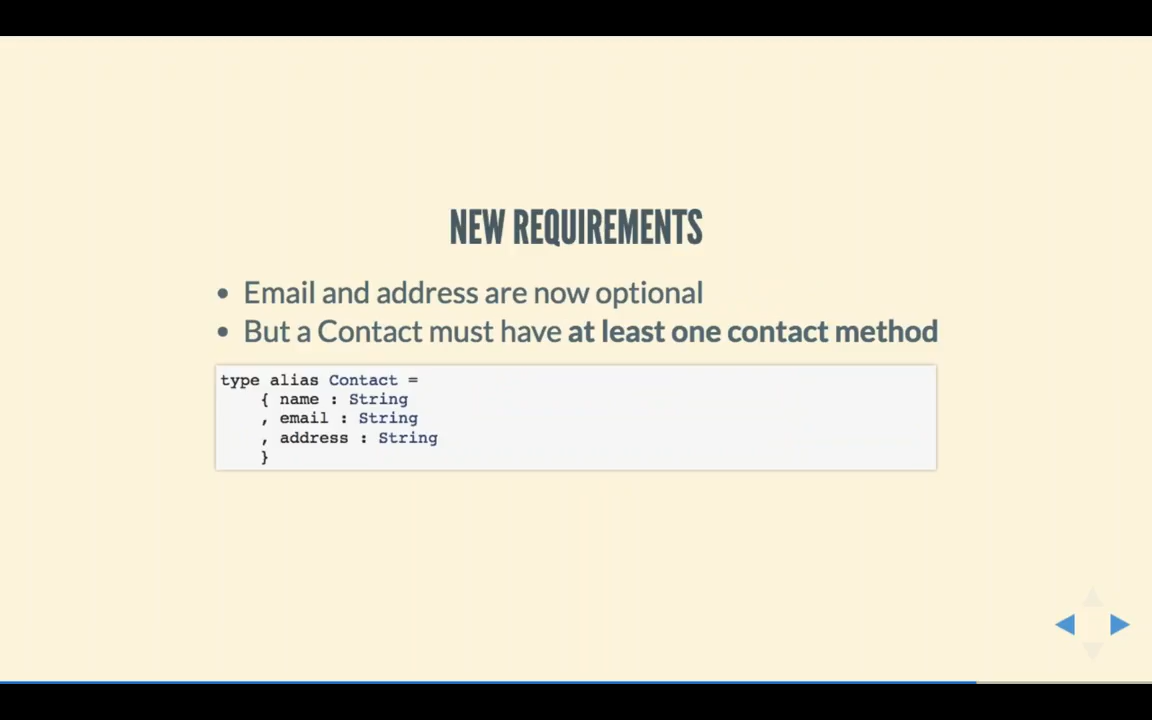 NEW REQUIREMENTS
• Email and address are now optional
• But a Contact must have at least one contact method
type alias Contact =
    { name : String
    , email : String
    , address : String
    }